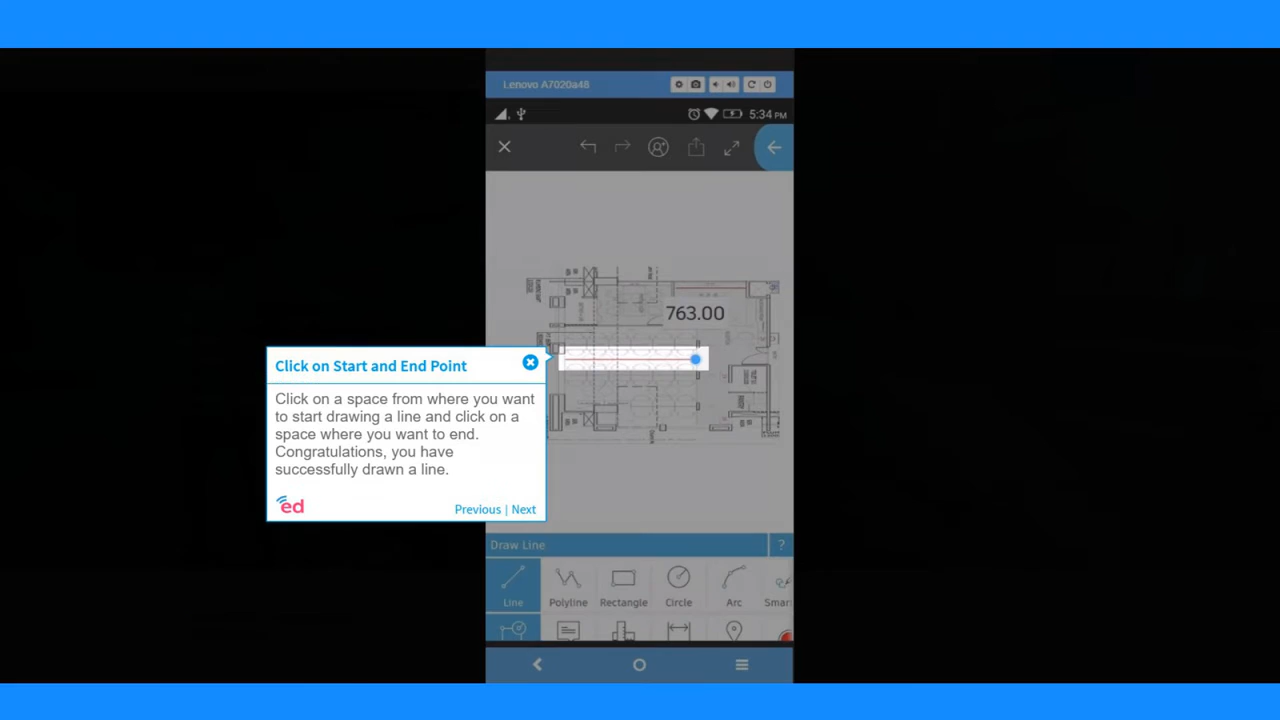 Lenovo A7020a48
5:34 PM
763.00
Click on Start and End Point
Click on a space from where you want
to start drawing a line and click on a
space where you want to end.
Congratulations, you have
successfully drawn a line.
ed
Previous | Next
Draw Line
?
Line
Polyline
Rectangle
Circle
Arc
Smar